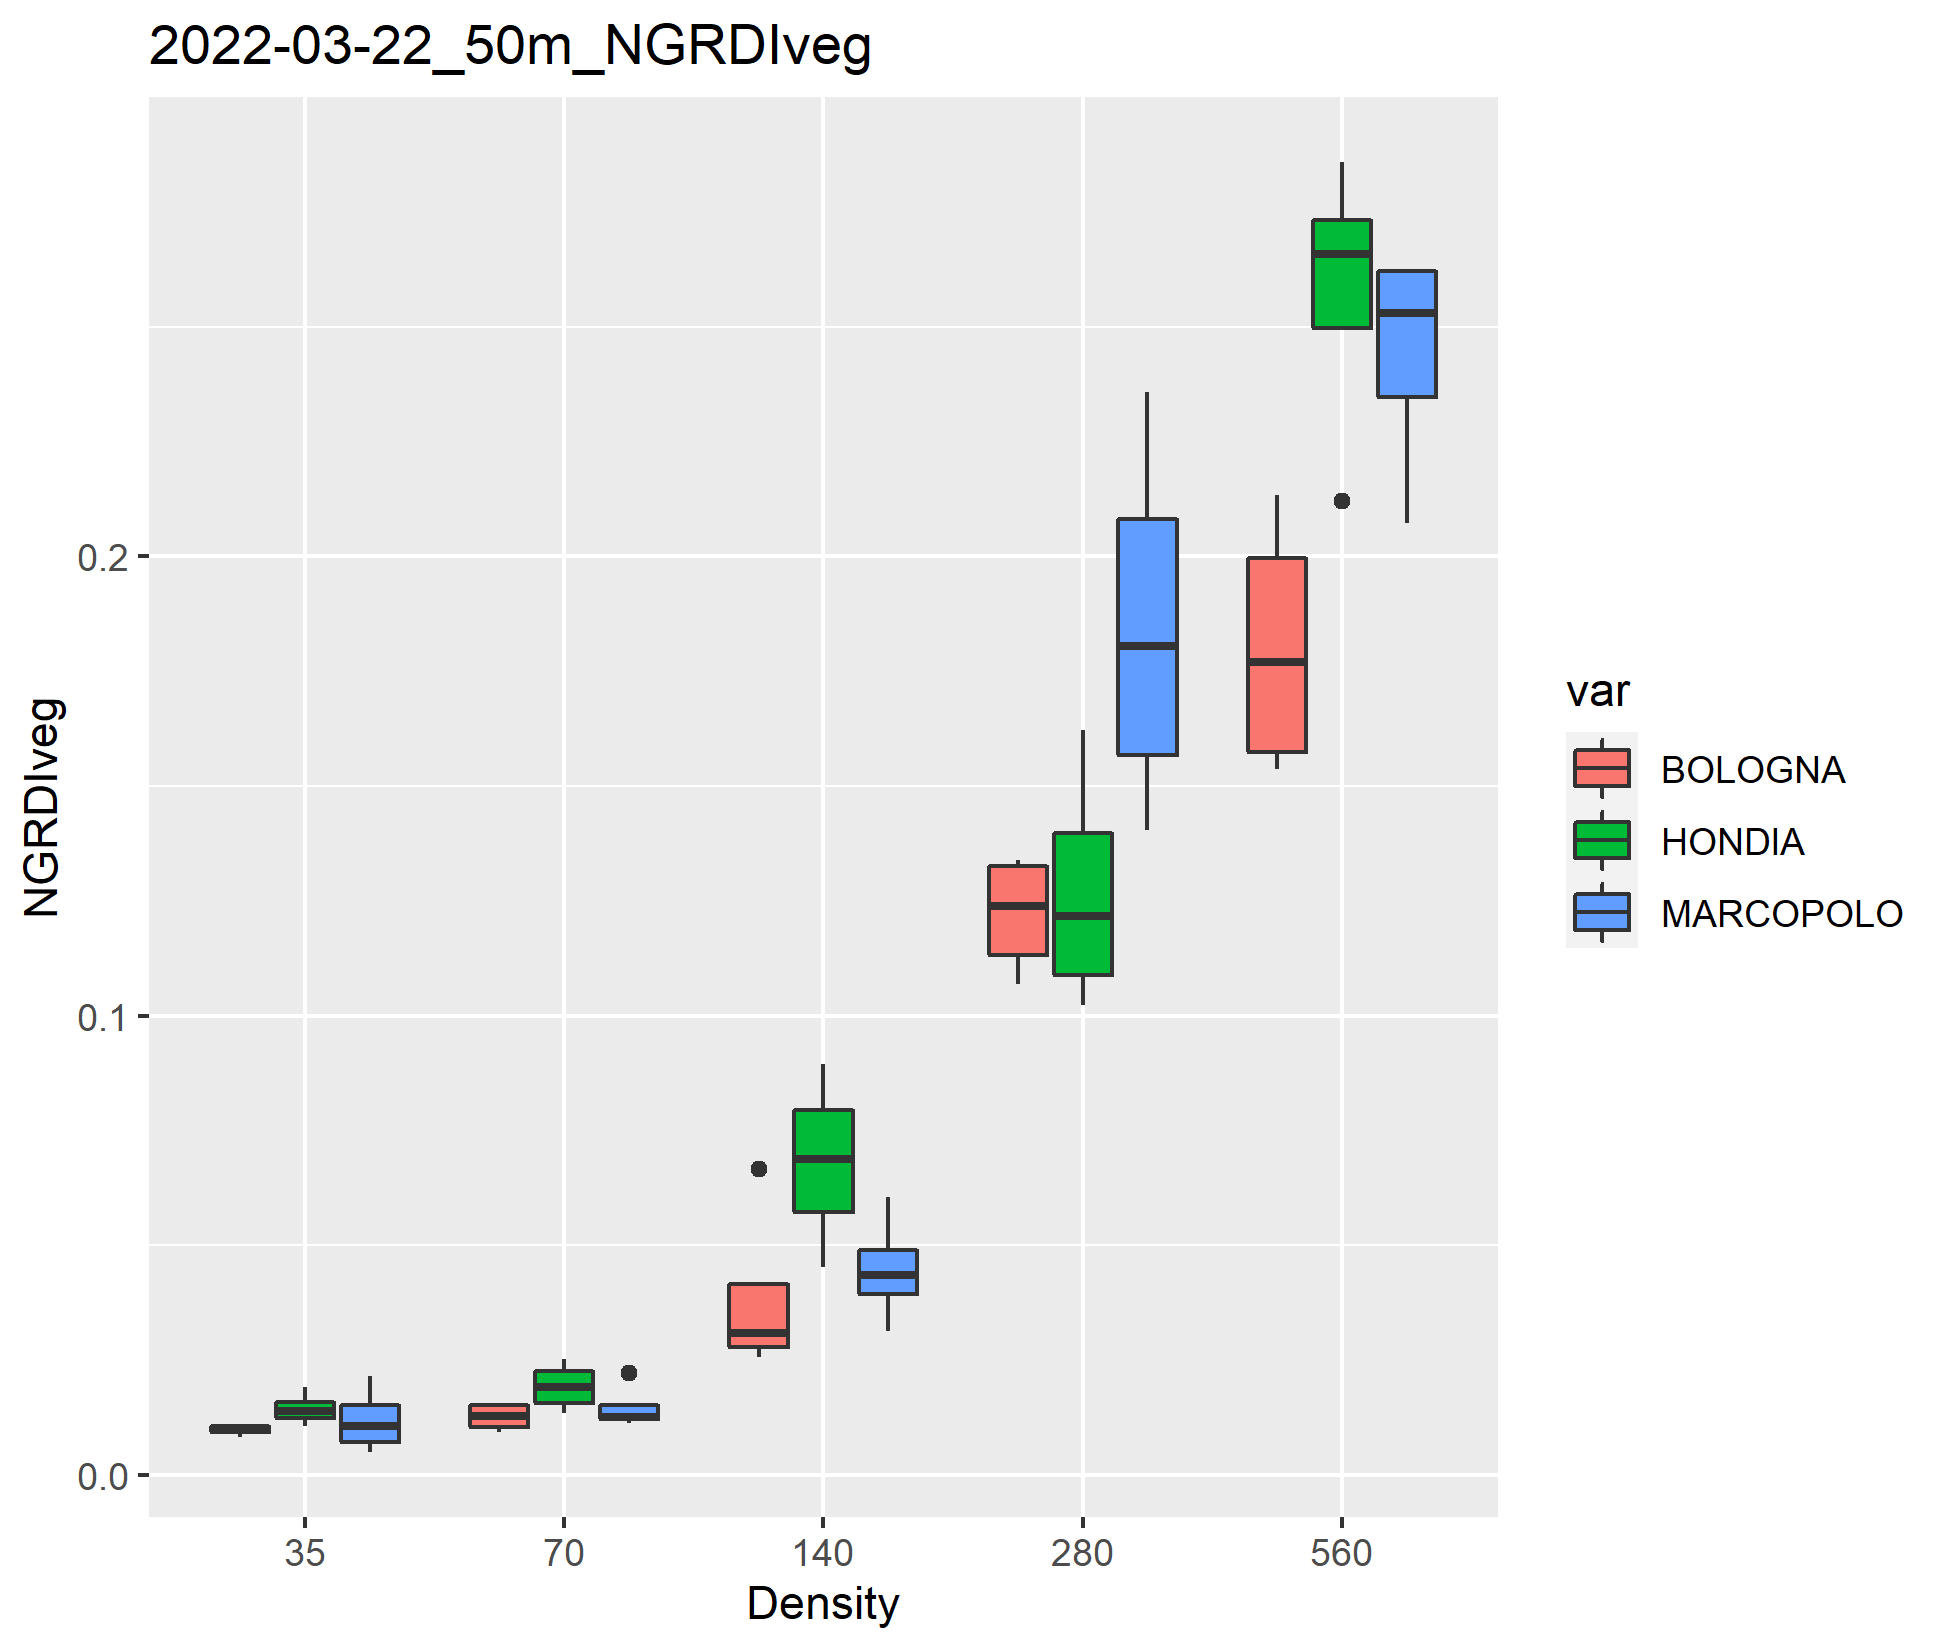 2022-03-22_50m_NGRDIveg
NGRDIveg
0.2
0.1
0.0
35 70 140 280 560
Density
var
BOLOGNA
HONDIA
MARCOPOLO